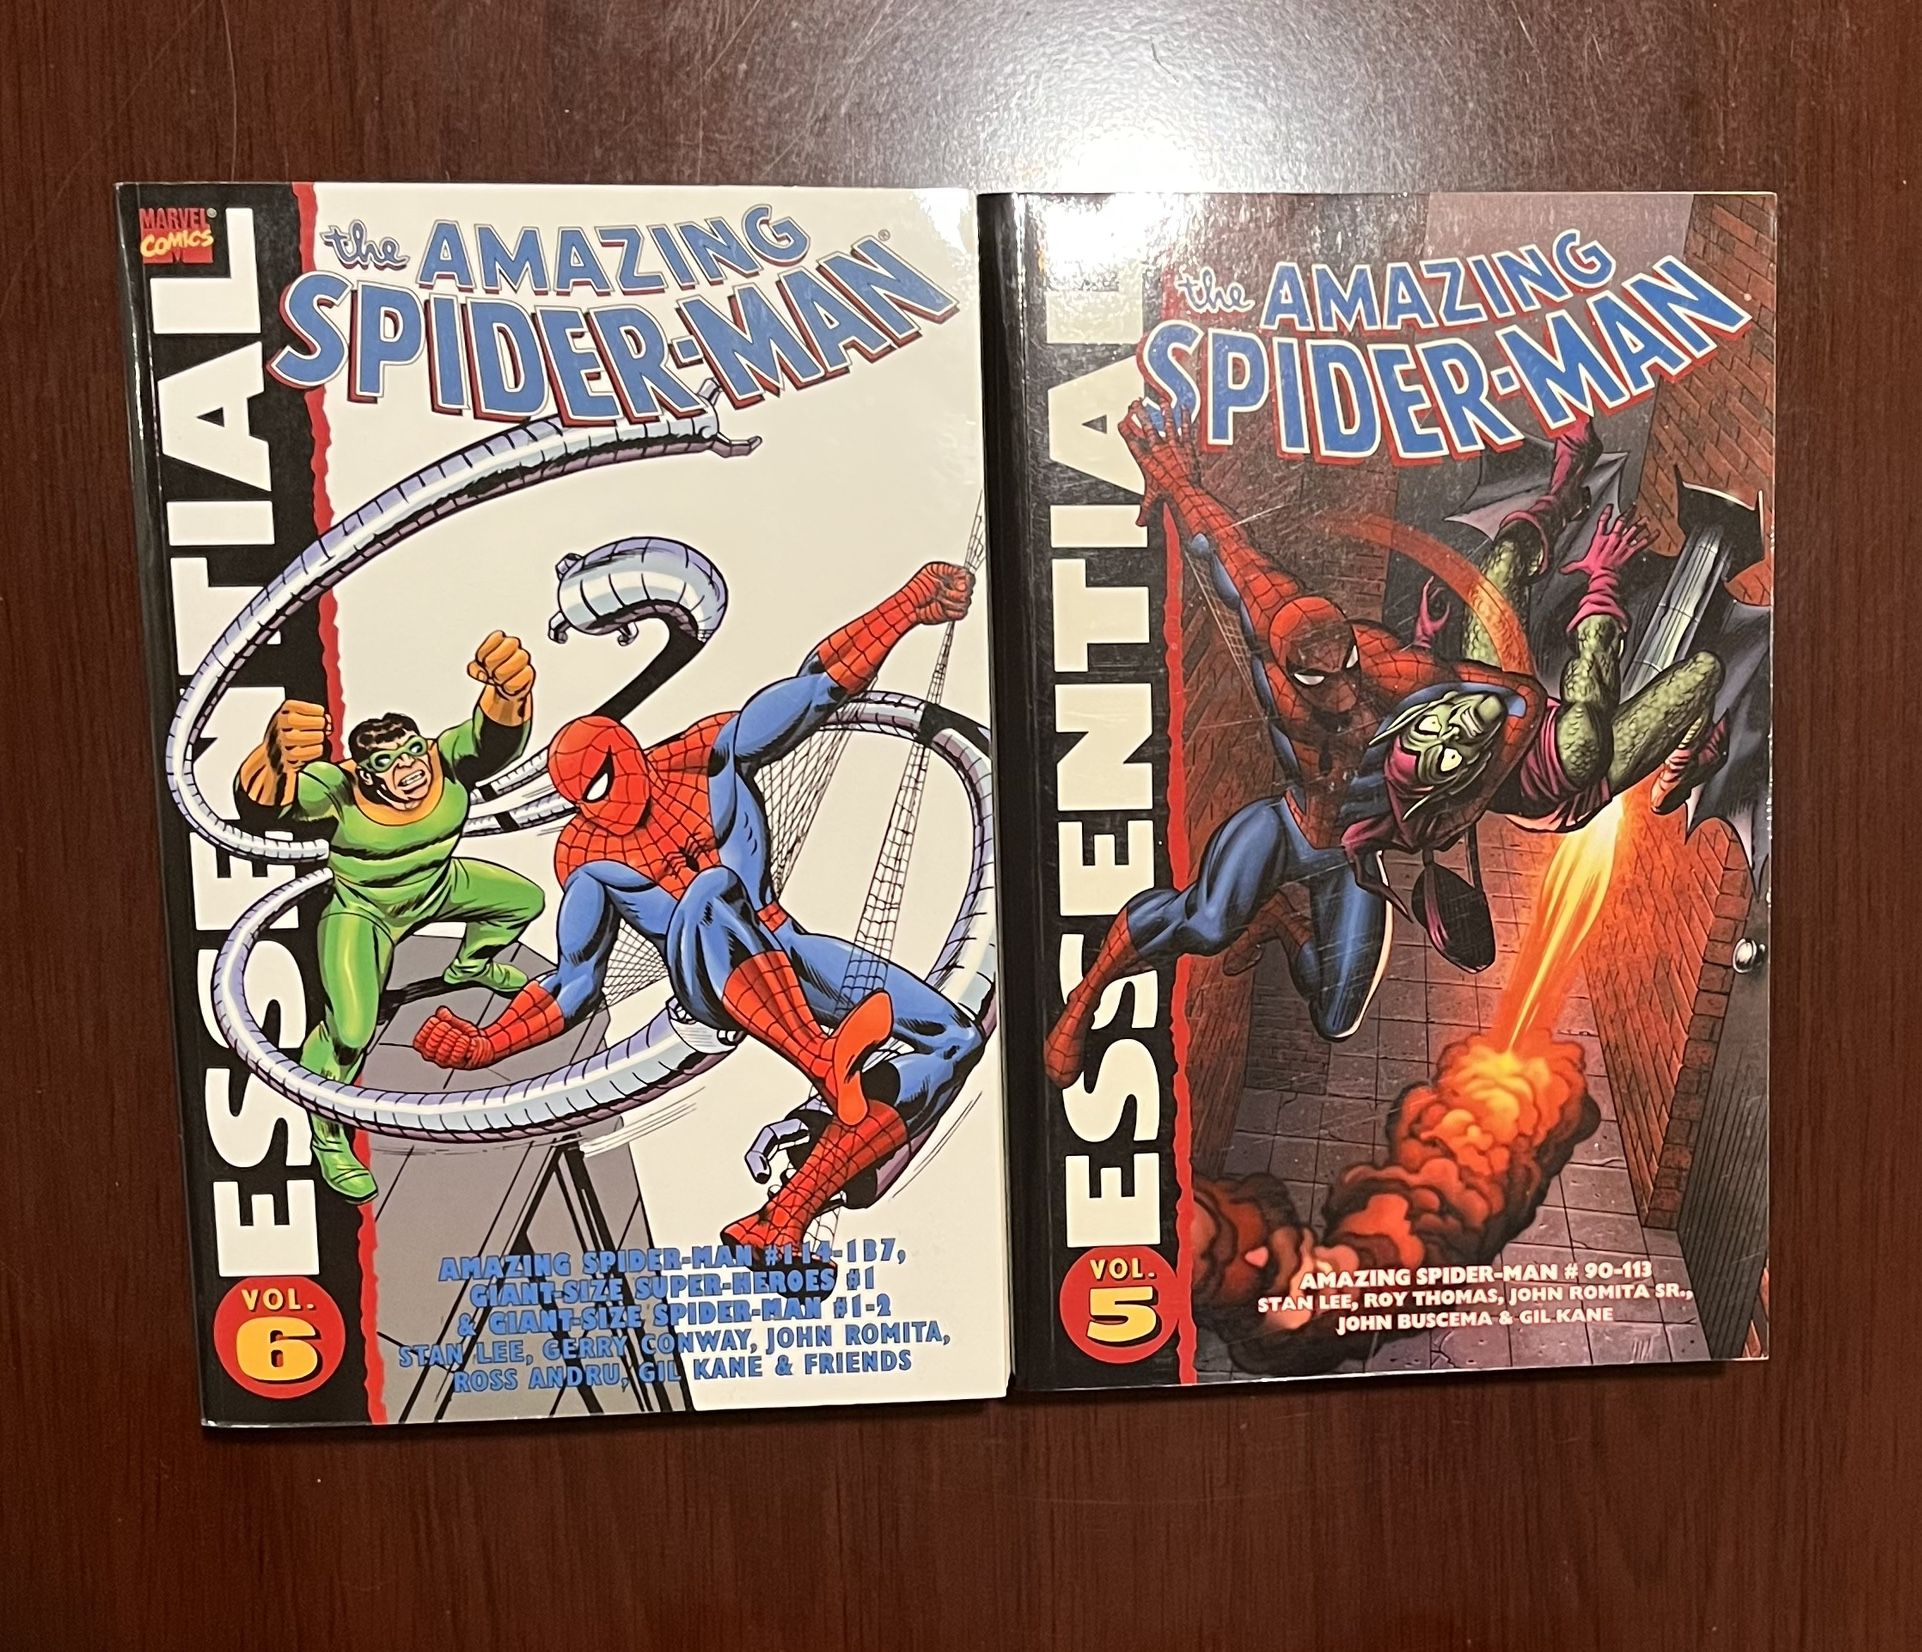 MARVEL®
COMICS
ESSENTIAL
the AMAZING
SPIDER-MAN®
AMAZING SPIDER-MAN #114-137,
GIANT-SIZE SUPER-HEROES #1
& GIANT-SIZE SPIDER-MAN #1-2
STAN LEE, GERRY CONWAY, JOHN ROMITA,
ROSS ANDRU, GIL KANE & FRIENDS
VOL.
6
ESSENTIAL
the AMAZING
SPIDER-MAN
AMAZING SPIDER-MAN # 90-113
STAN LEE, ROY THOMAS, JOHN ROMITA SR.,
JOHN BUSCEMA & GIL KANE
VOL.
5